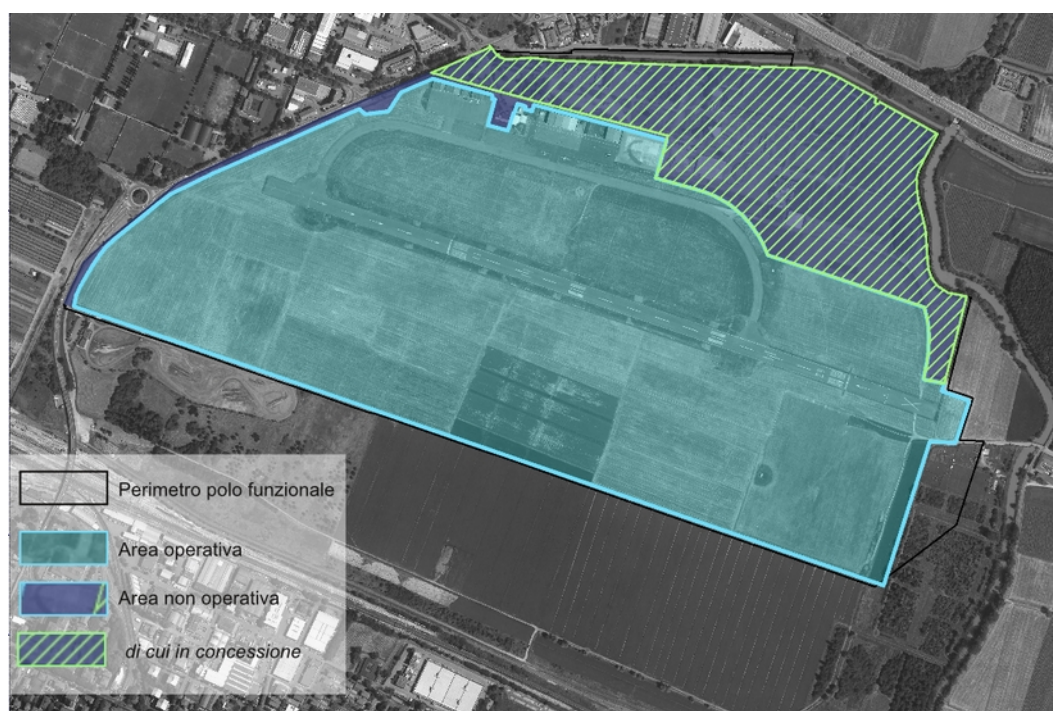 Perimetro polo funzionale
Area operativa
Area non operativa
di cui in concessione